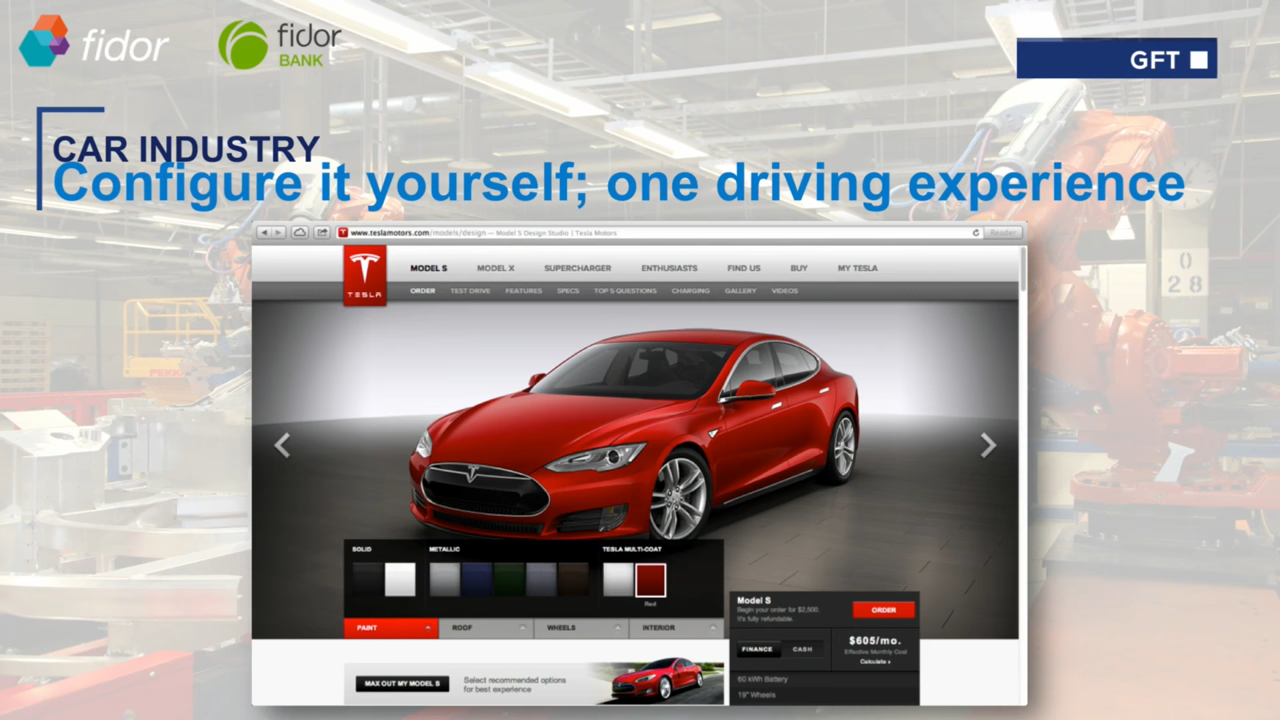 fidor
fidor
BANK
GFT
CAR INDUSTRY
Configure it yourself; one driving experience
www.teslamotors.com/models/design — Model S Design Studio | Tesla Motors
Reader
TESLA
MODEL S MODEL X SUPERCHARGER ENTHUSIASTS FIND US BUY MY TESLA
ORDER TEST DRIVE FEATURES SPECS TOP 5 QUESTIONS CHARGING GALLERY VIDEOS
0
28
PEKKA
SOLID METALLIC TESLA MULTI-COAT
Red
PAINT ROOF WHEELS INTERIOR
Model S
Begin your order for $2,500.
It's fully refundable.
ORDER
FINANCE CASH
$605/mo.
Effective Monthly Cost
Calculate ›
60 kWh Battery
19" Wheels
MAX OUT MY MODEL S
Select recommended options
for best experience